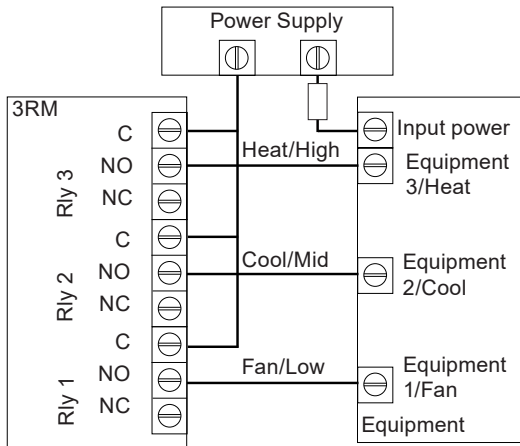 Power Supply
3RM
C
NO
NC
Rly 3
C
NO
NC
Rly 2
C
NO
NC
Rly 1
Heat/High
Cool/Mid
Fan/Low
Input power
Equipment
3/Heat
Equipment
2/Cool
Equipment
1/Fan
Equipment